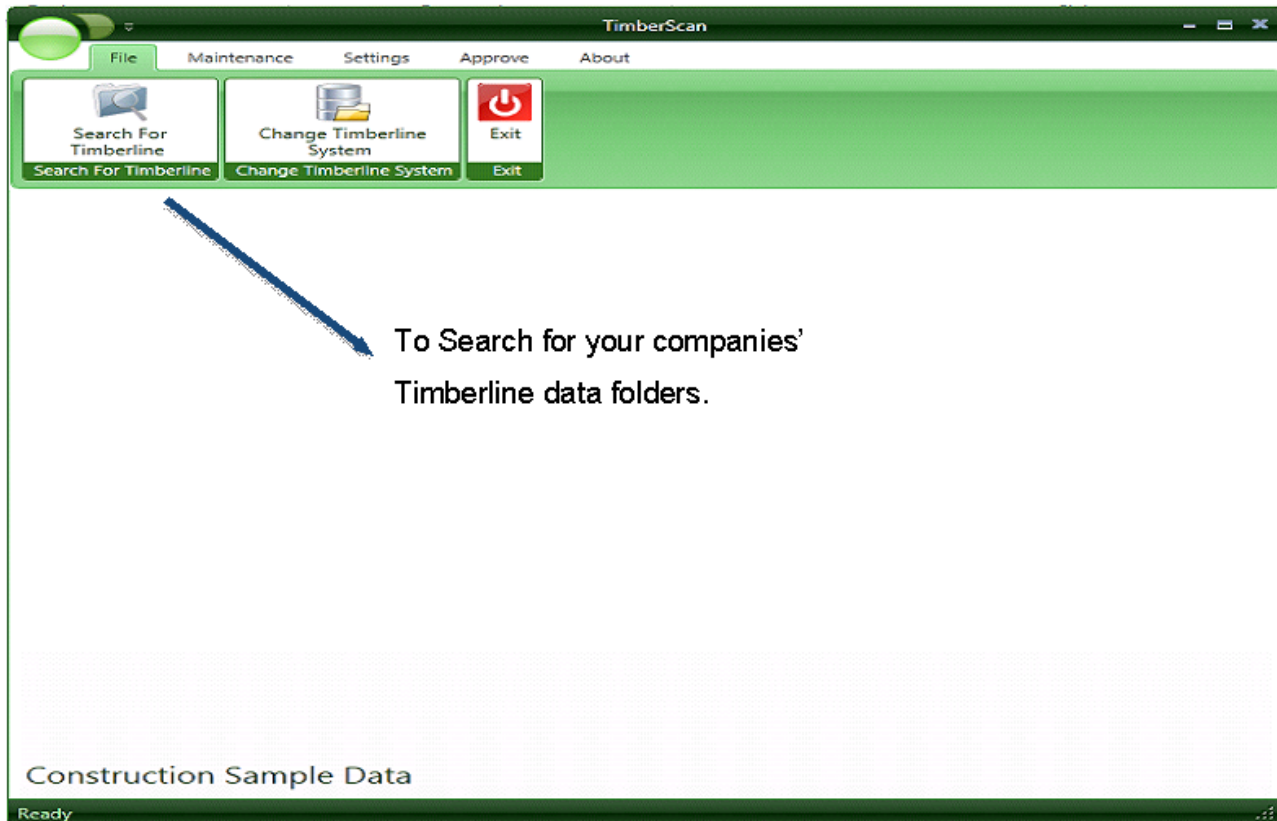 TimberScan
File Maintenance Settings Approve About
Search For
Timberline
Search For Timberline
Change Timberline
System
Change Timberline System
Exit
Exit
To Search for your companies’
Timberline data folders.
Construction Sample Data
Ready